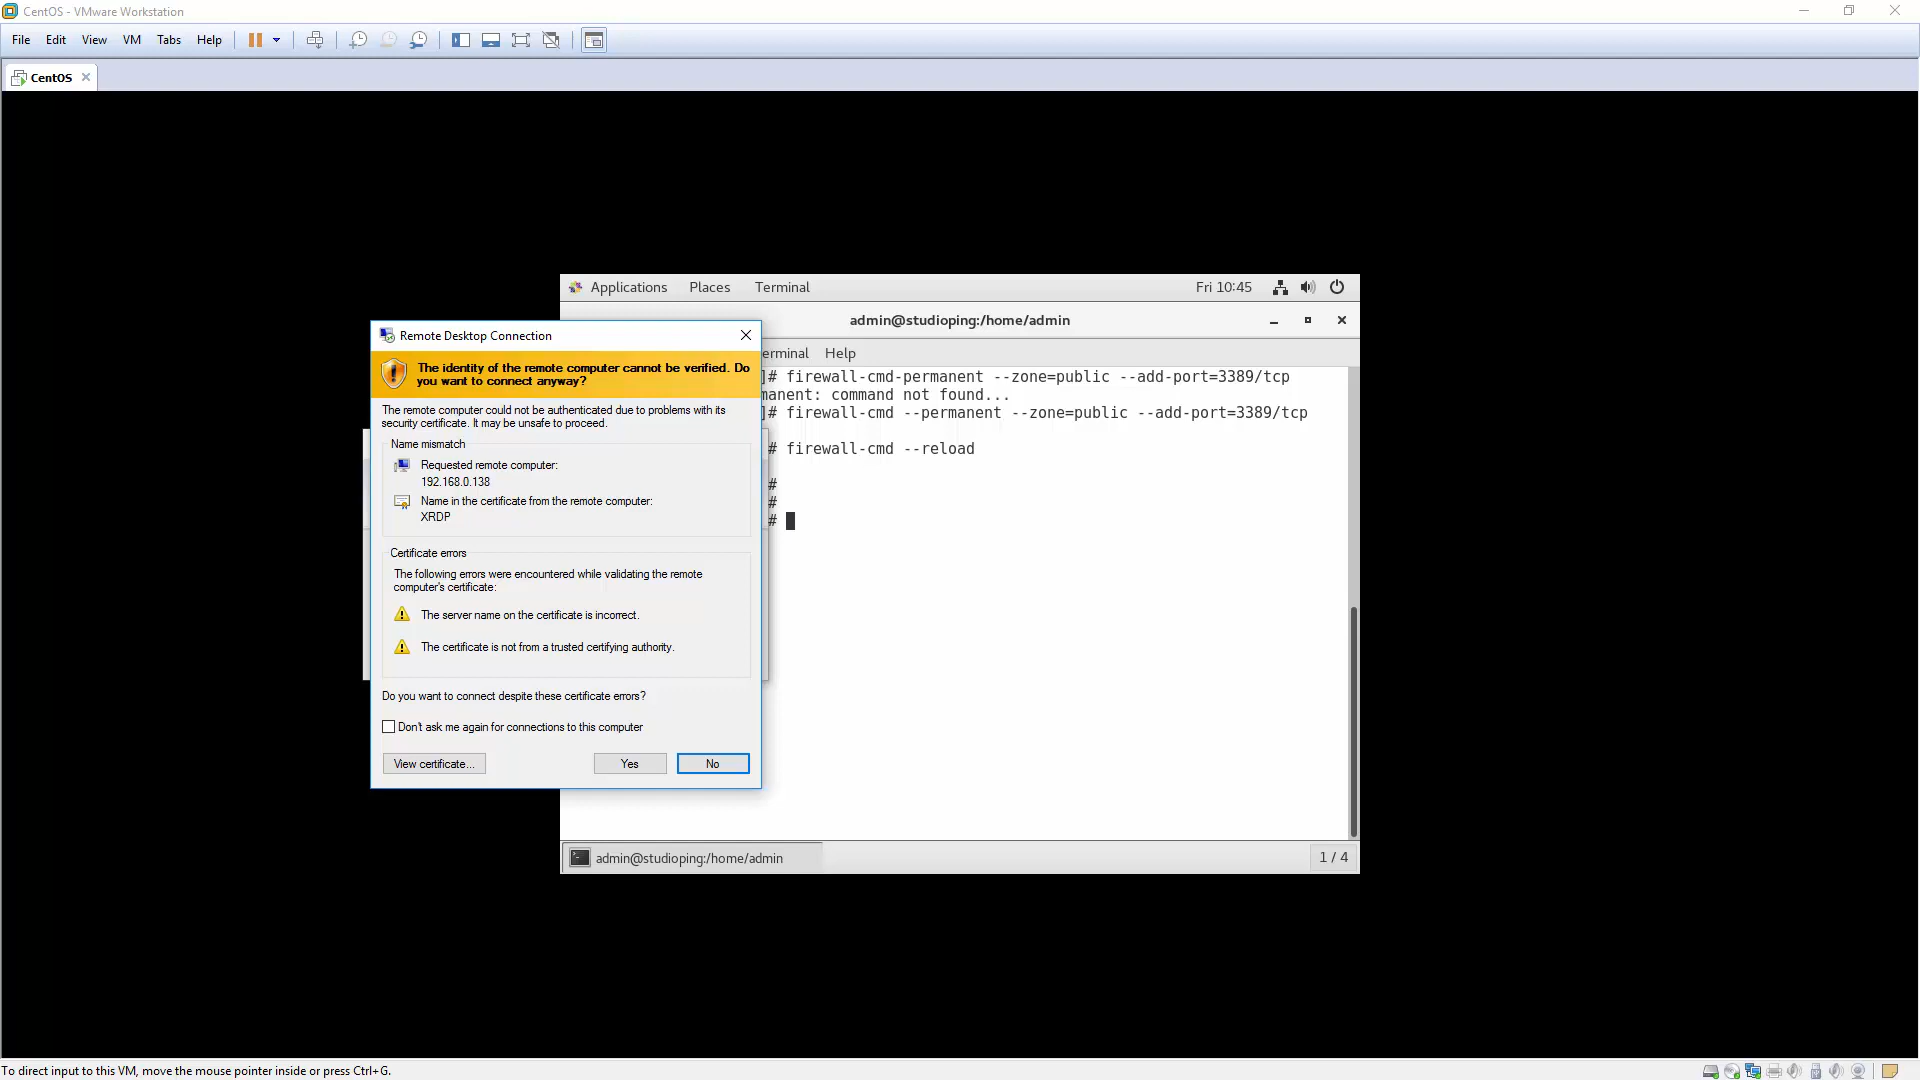 CentOS - VMware Workstation
File Edit View VM Tabs Help
CentOS
Applications Places Terminal Fri 10:45
admin@studioping:/home/admin
Help
]# firewall-cmd-permanent --zone=public --add-port=3389/tcp
command not found...
]# firewall-cmd --permanent --zone=public --add-port=3389/tcp
# firewall-cmd --reload
#
#
#
Remote Desktop Connection
The identity of the remote computer cannot be verified. Do
you want to connect anyway?
The remote computer could not be authenticated due to problems with its
security certificate. It may be unsafe to proceed.
Name mismatch
Requested remote computer:
192.168.0.138
Name in the certificate from the remote computer:
XRDP
Certificate errors
The following errors were encountered while validating the remote
computer's certificate:
The server name on the certificate is incorrect.
The certificate is not from a trusted certifying authority.
Do you want to connect despite these certificate errors?
Don't ask me again for connections to this computer
View certificate... Yes No
admin@studioping:/home/admin 1 / 4
To direct input to this VM, move the mouse pointer inside or press Ctrl+G.